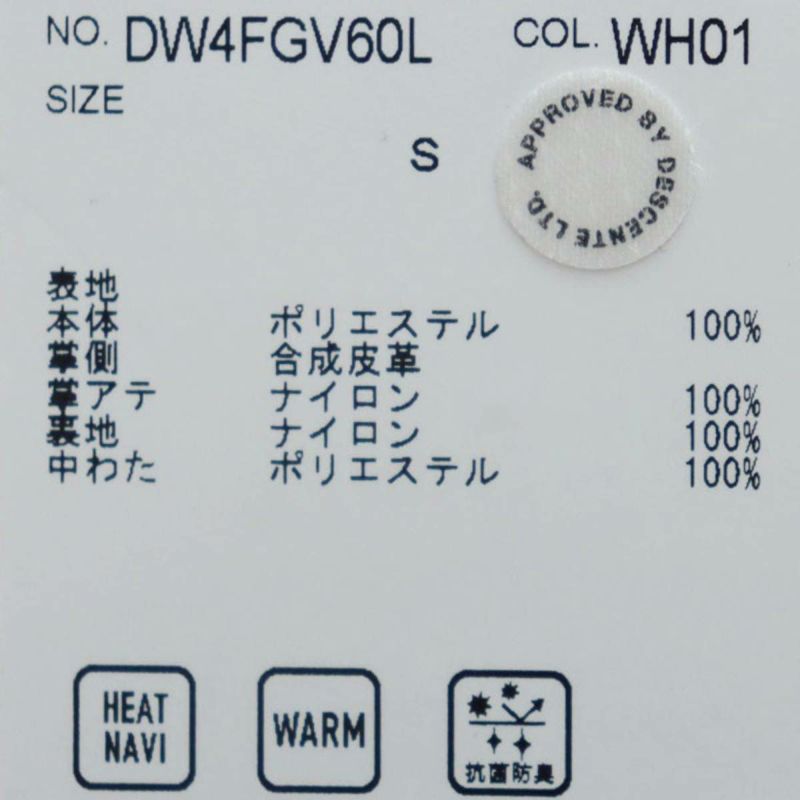 NO. DW4FGV60L COL. WH01
SIZE
S
APPROVED BY DESCENTE LTD.
表地
本体 ポリエステル 100%
掌側 合成皮革
掌アテ ナイロン 100%
裏地 ナイロン 100%
中わた ポリエステル 100%
HEAT
NAVI
WARM
抗菌防臭